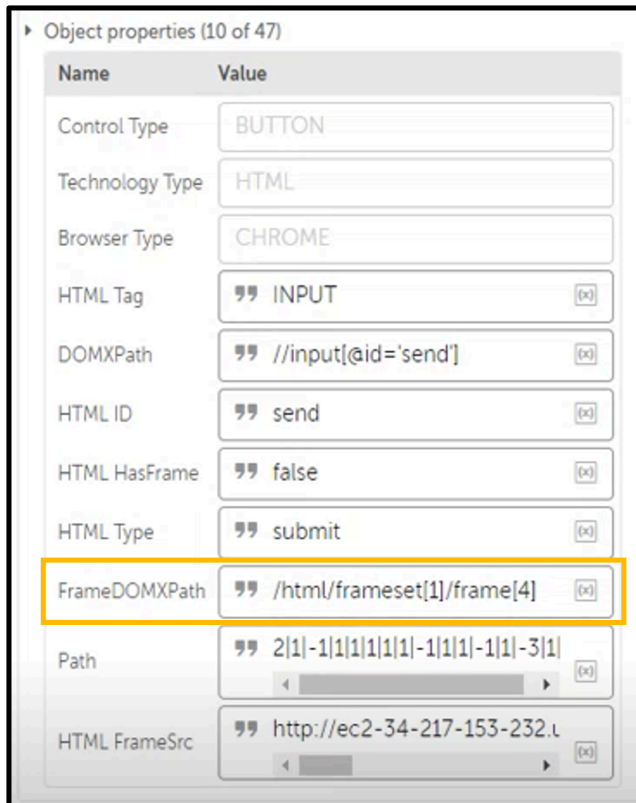 Object properties (10 of 47)
Name Value
Control Type BUTTON
Technology Type HTML
Browser Type CHROME
HTML Tag INPUT
DOMXPath //input[@id='send']
HTML ID send
HTML HasFrame false
HTML Type submit
FrameDOMXPath /html/frameset[1]/frame[4]
Path 2|1|-1|1|1|1|1|1|-1|1|1|-1|1|-3|1|
HTML FrameSrc http://ec2-34-217-153-232.u